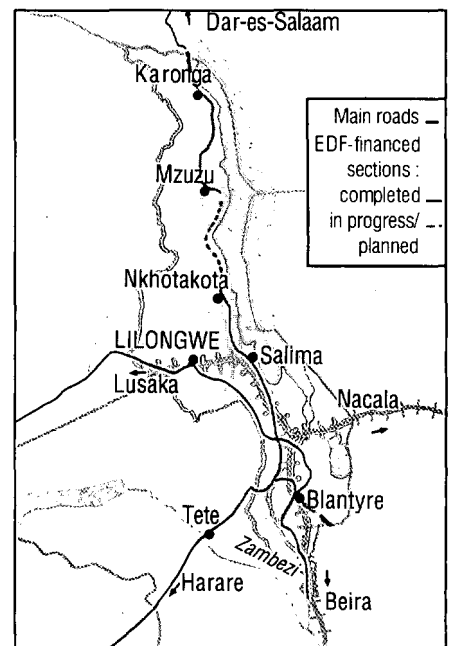 Dar-es-Salaam
Karonga
Main roads
EDF-financed
sections :
completed
in progress/
planned
Mzuzu
Nkhotakota
LILONGWE
Salima
Lusaka
Nacala
Blantyre
Tete
Zambezi
Harare
Beira